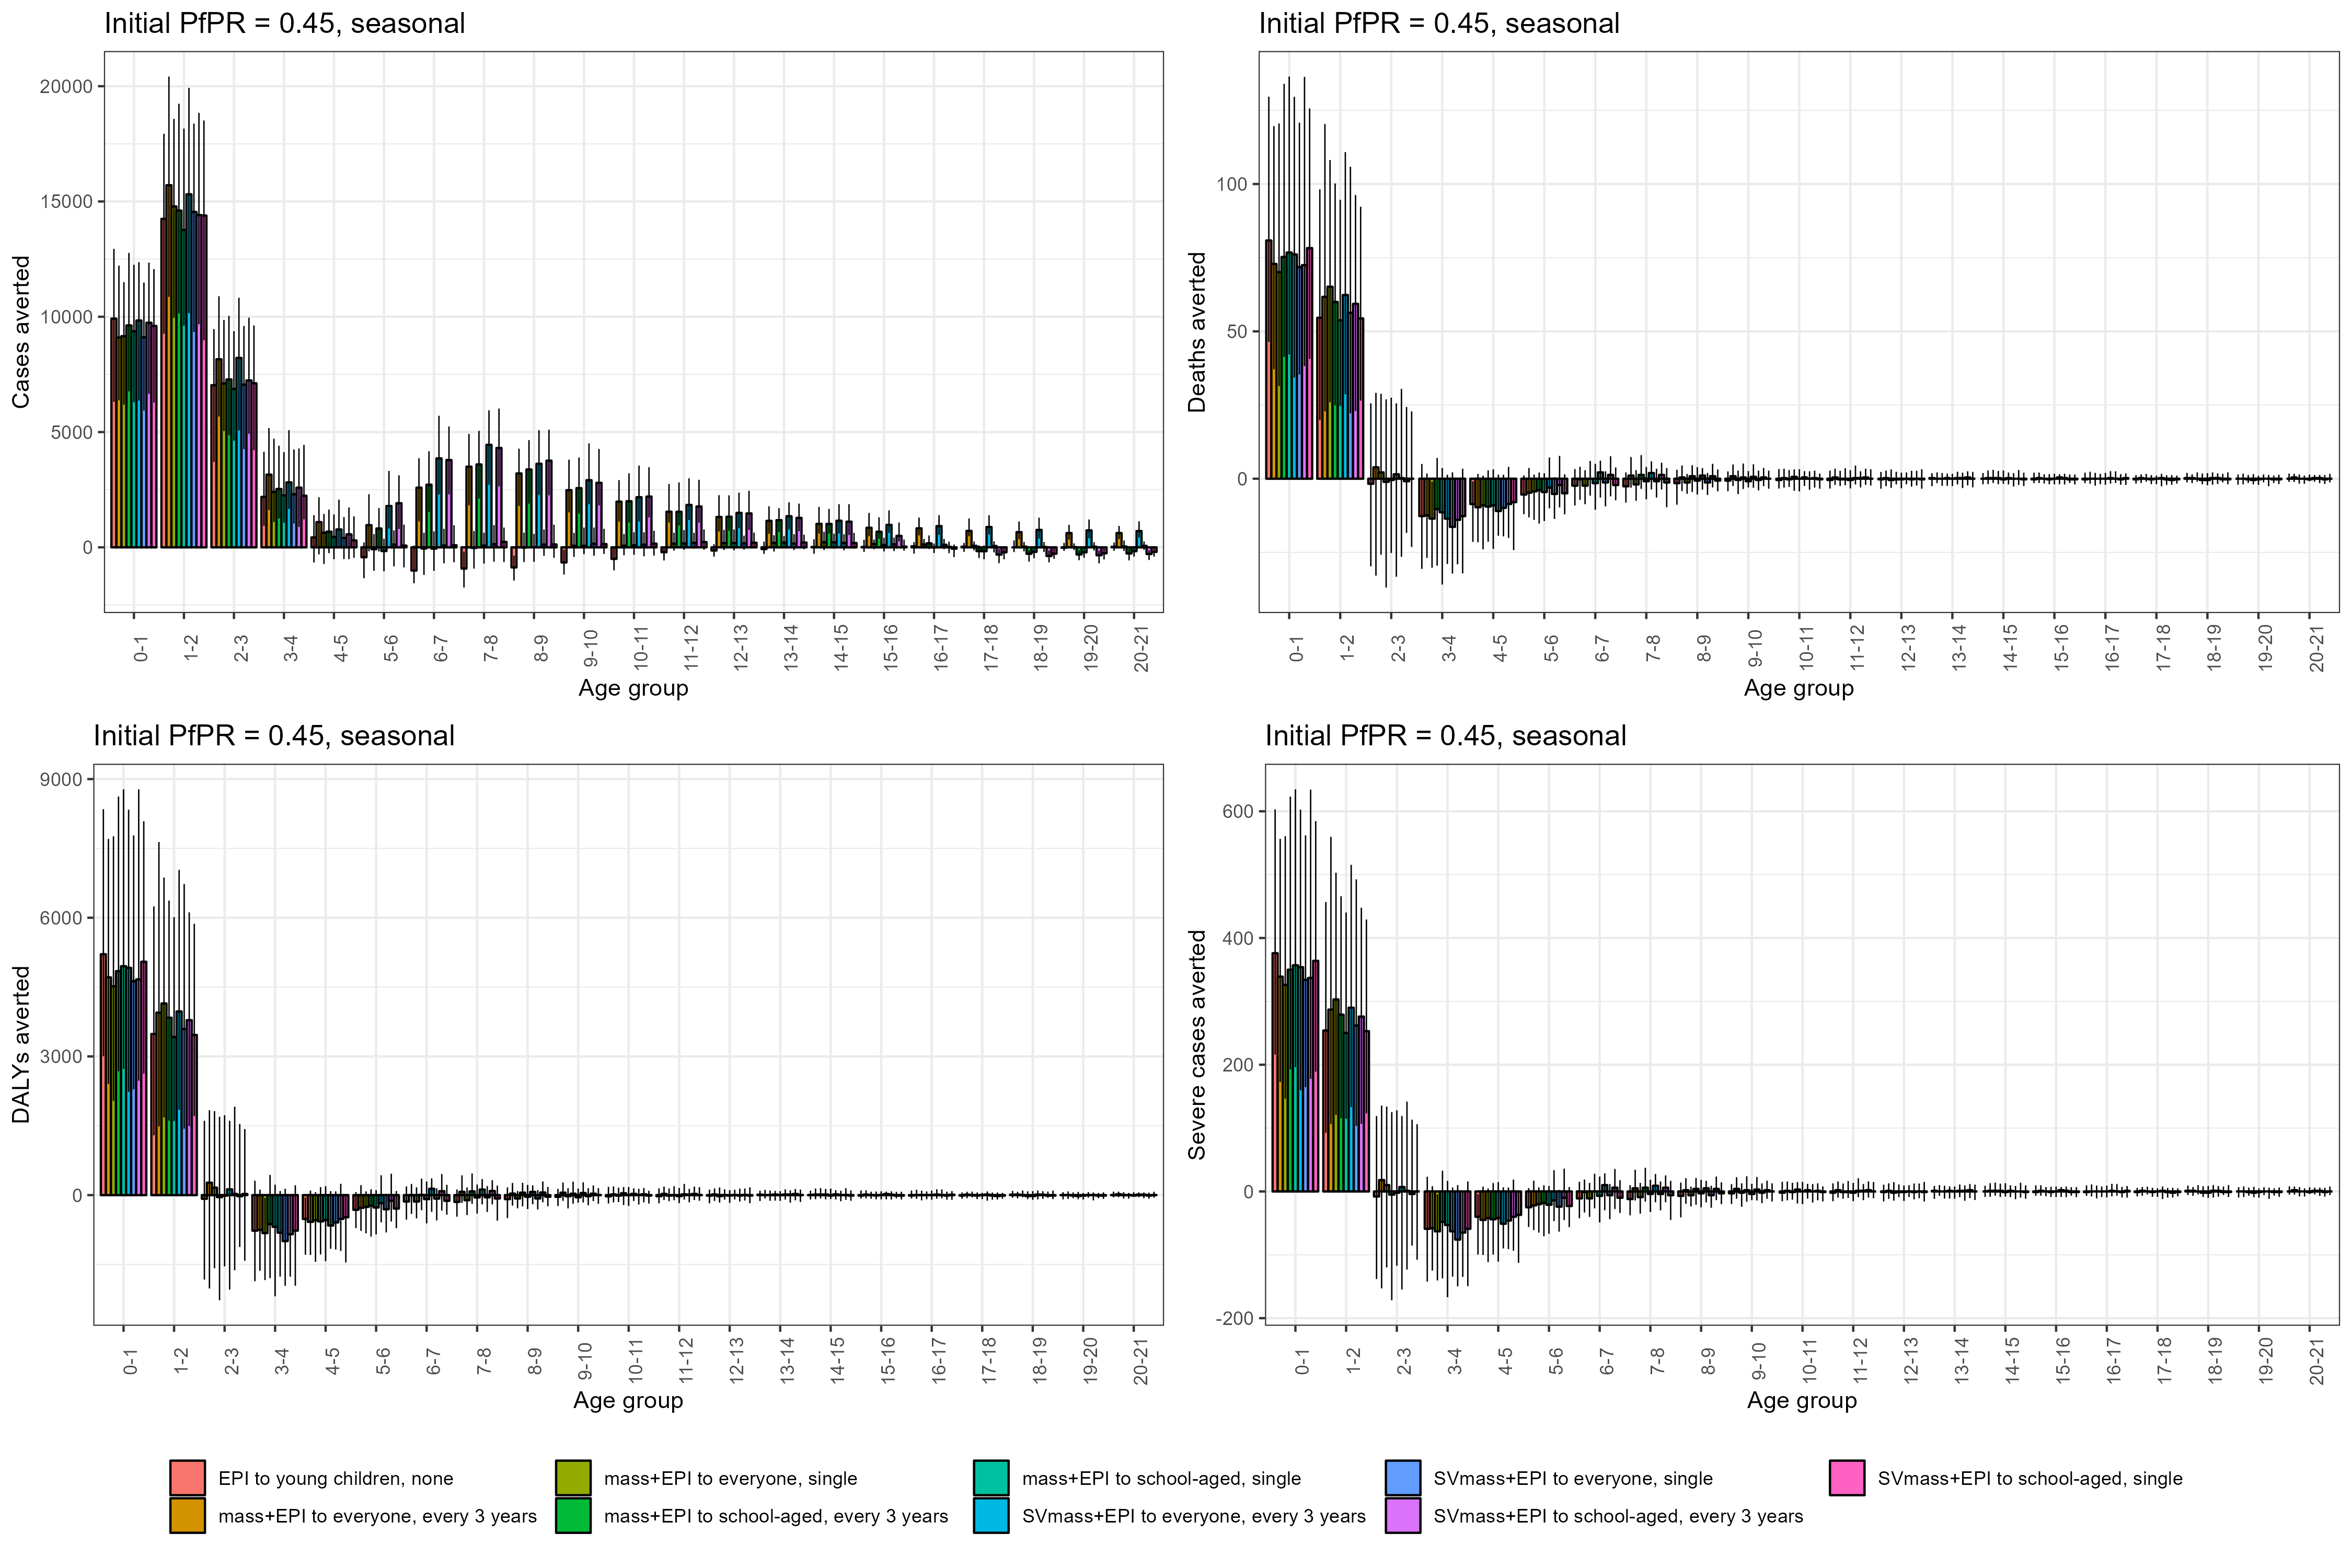 Initial PfPR = 0.45, seasonal
Cases averted
20000
15000
10000
5000
0
0-1 1-2 2-3 3-4 4-5 5-6 6-7 7-8 8-9 9-10 10-11 11-12 12-13 13-14 14-15 15-16 16-17 17-18 18-19 19-20 20-21
Age group
Initial PfPR = 0.45, seasonal
Deaths averted
100
50
0
0-1 1-2 2-3 3-4 4-5 5-6 6-7 7-8 8-9 9-10 10-11 11-12 12-13 13-14 14-15 15-16 16-17 17-18 18-19 19-20 20-21
Age group
Initial PfPR = 0.45, seasonal
DALYs averted
9000
6000
3000
0
0-1 1-2 2-3 3-4 4-5 5-6 6-7 7-8 8-9 9-10 10-11 11-12 12-13 13-14 14-15 15-16 16-17 17-18 18-19 19-20 20-21
Age group
Initial PfPR = 0.45, seasonal
Severe cases averted
600
400
200
0
-200
0-1 1-2 2-3 3-4 4-5 5-6 6-7 7-8 8-9 9-10 10-11 11-12 12-13 13-14 14-15 15-16 16-17 17-18 18-19 19-20 20-21
Age group
EPI to young children, none
mass+EPI to everyone, every 3 years
mass+EPI to everyone, single
mass+EPI to school-aged, every 3 years
mass+EPI to school-aged, single
SVmass+EPI to everyone, every 3 years
SVmass+EPI to everyone, single
SVmass+EPI to school-aged, every 3 years
SVmass+EPI to school-aged, single